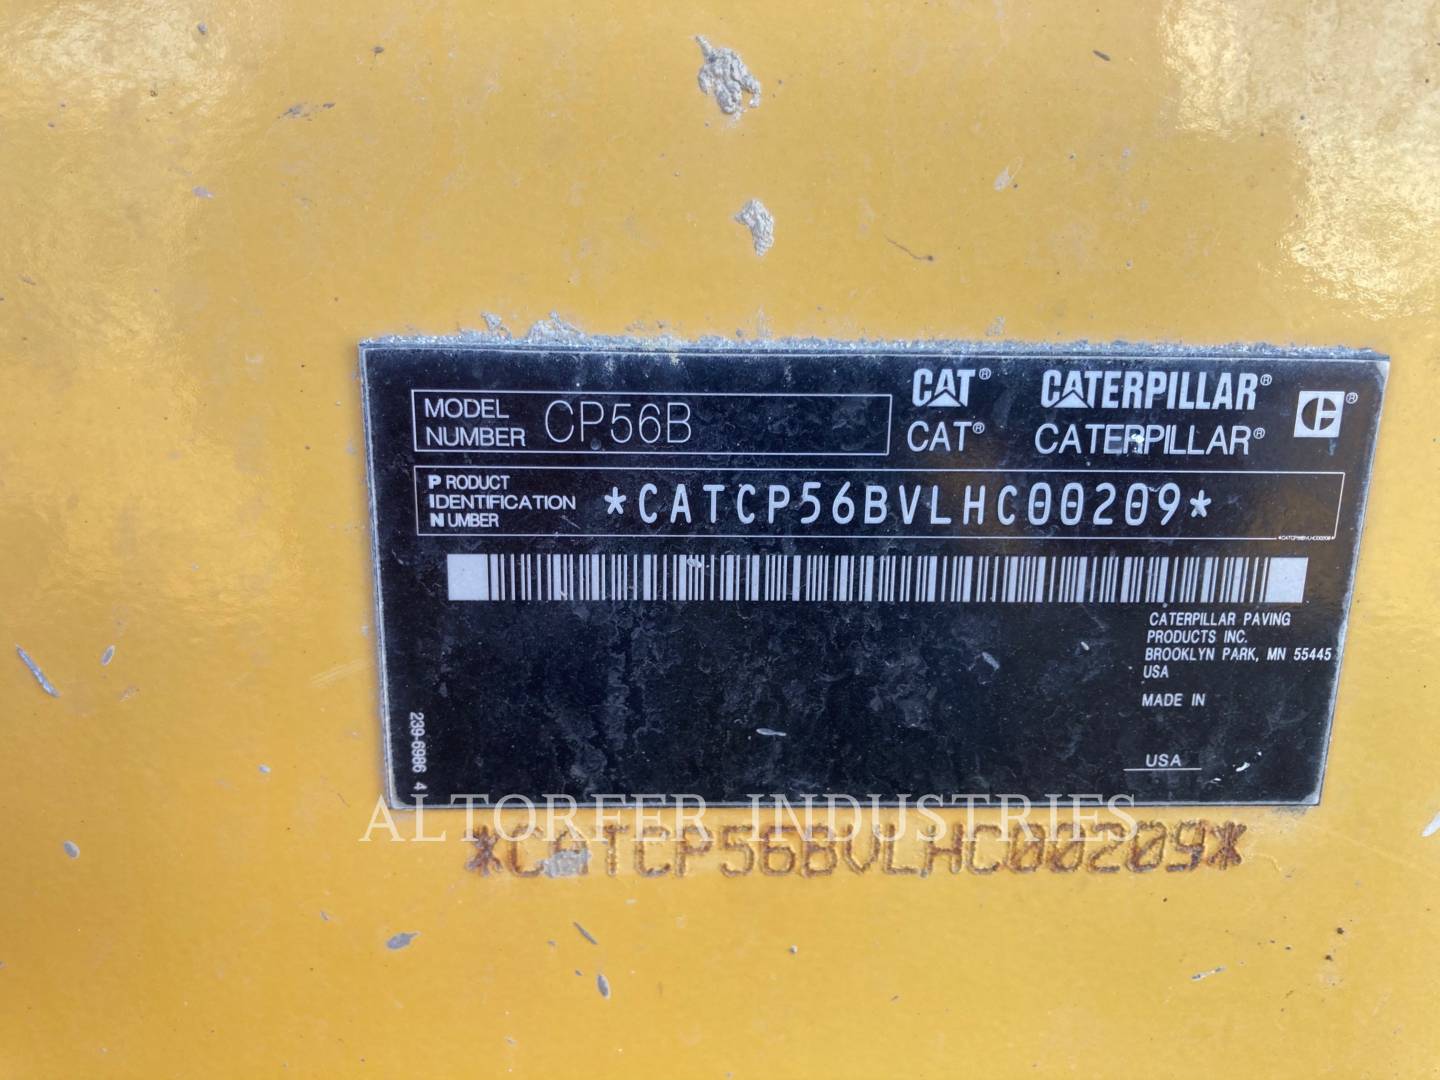 MODEL NUMBER CP56B
CAT® CATERPILLAR®
CAT® CATERPILLAR®
C®
PRODUCT IDENTIFICATION NUMBER *CATCP56BVLHC00209*
*CATCP56BVLHC00209*
CATERPILLAR PAVING
PRODUCTS INC.
BROOKLYN PARK, MN 55445
USA
MADE IN
USA
239-6986 4
ALTORFER INDUSTRIES
*CATCP56BVLHC00209*